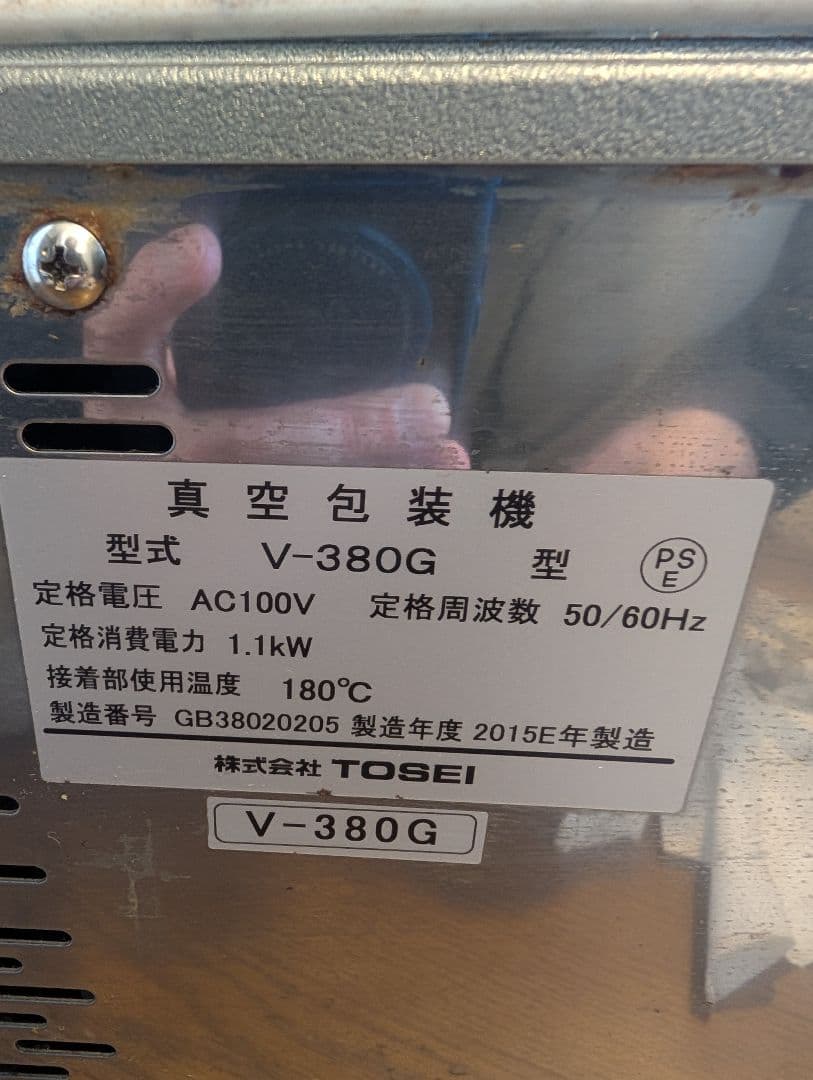 真空包装機
型式 V-380G 型 PSE
定格電圧 AC100V 定格周波数 50/60Hz
定格消費電力 1.1kW
接着部使用温度 180℃
製造番号 GB38020205 製造年度 2015E年製造
株式会社 TOSEI
V-380G